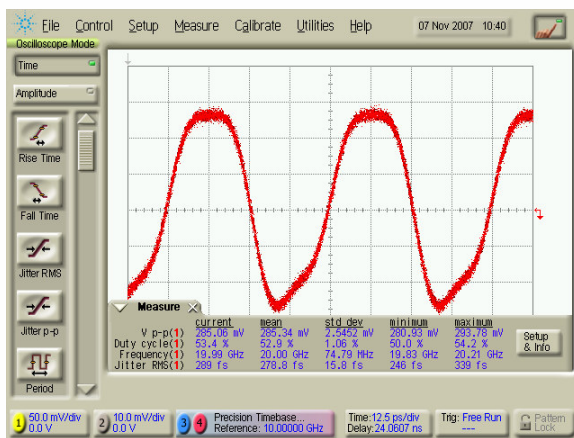 File Control Setup Measure Calibrate Utilities Help 07 Nov 2007 10:40
Oscilloscope Mode
Time
Amplitude
Rise Time
Fall Time
Jitter RMS
Jitter p-p
Period
Measure
current mean std dev minimum maximum
V p-p(1) 285.06 mV 285.34 mV 2.5452 mV 280.93 mV 293.78 mV
Duty cycle(1) 53.4 % 52.9 % 1.06 % 50.0 % 54.2 %
Frequency(1) 19.99 GHz 20.00 GHz 74.79 MHz 19.83 GHz 20.21 GHz
Jitter RMS(1) 289 fs 278.8 fs 15.8 fs 246 fs 339 fs
Setup
& Info
1 50.0 mV/div
0.0 V
2 10.0 mV/div
0.0 V
3 4
Precision Timebase...
Reference: 10.00000 GHz
Time:12.5 ps/div
Delay:24.0607 ns
Trig: Free Run
---
Pattern
Lock